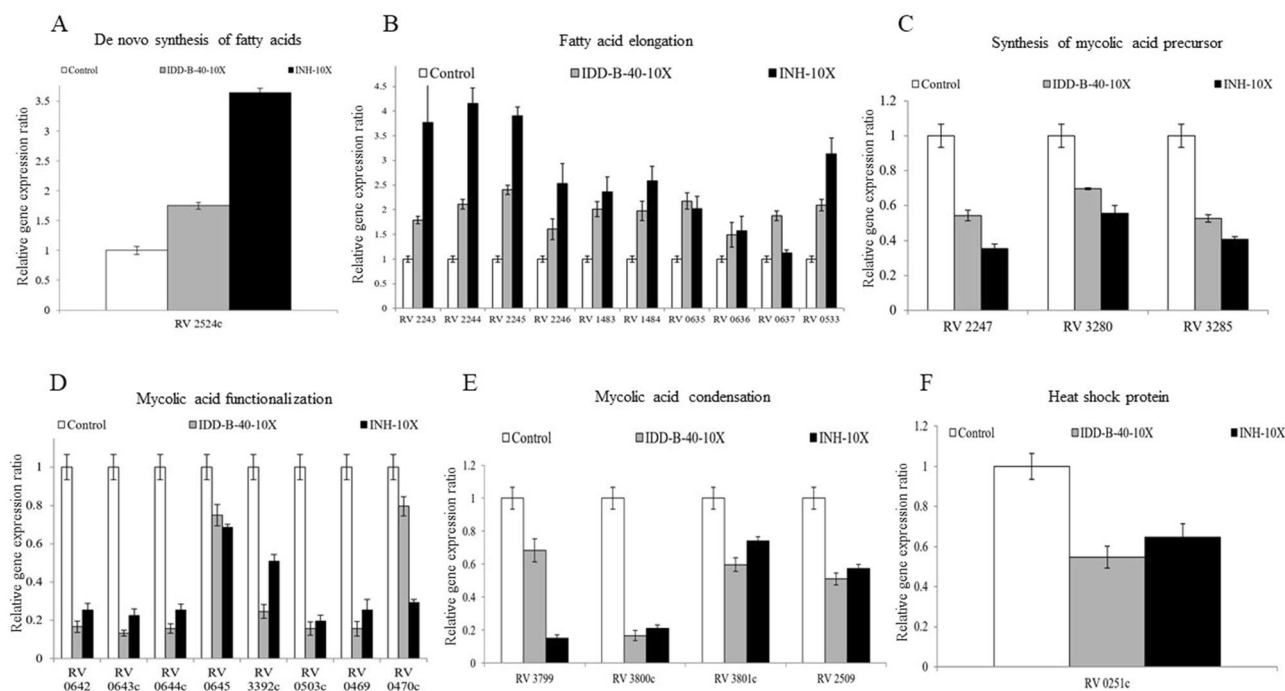 A
De novo synthesis of fatty acids
Control IDD-B-40-10X INH-10X
Relative gene expression ratio
3.5
3
2.5
2
1.5
1
0.5
0
RV 2524c
B
Fatty acid elongation
Control IDD-B-40-10X INH-10X
Relative gene expression ratio
4.5
4
3.5
3
2.5
2
1.5
1
0.5
0
RV 2243 RV 2244 RV 2245 RV 2246 RV 1483 RV 1484 RV 0635 RV 0636 RV 0637 RV 0533
C
Synthesis of mycolic acid precursor
Control IDD-B-40-10X INH-10X
Relative gene expression ratio
1.2
1
0.8
0.6
0.4
0.2
0
RV 2247 RV 3280 RV 3285
D
Mycolic acid functionalization
Control IDD-B-40-10X INH-10X
Relative gene expression ratio
1
0.8
0.6
0.4
0.2
0
RV RV RV RV RV RV RV RV
0642 0643c 0644c 0645 3392c 0503c 0469 0470c
E
Mycolic acid condensation
Control IDD-B-40-10X INH-10X
Relative gene expression ratio
1.2
1
0.8
0.6
0.4
0.2
0
RV 3799 RV 3800c RV 3801c RV 2509
F
Heat shock protein
Control IDD-B-40-10X INH-10X
Relative gene expression ratio
1.2
1
0.8
0.6
0.4
0.2
0
RV 0251c